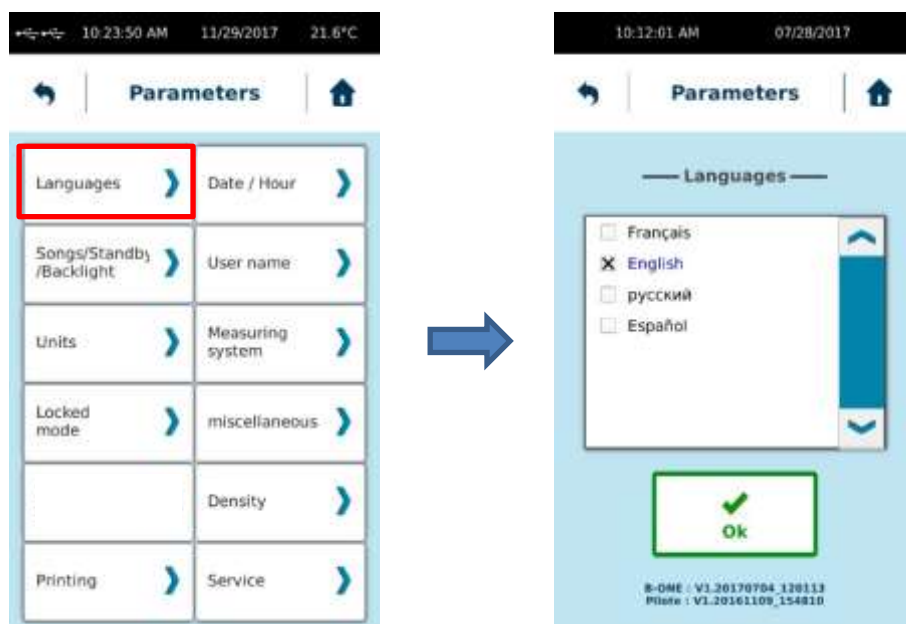 10:23:50 AM 11/29/2017 21.6°C
Parameters
Languages
Date / Hour
Songs/Standby
/Backlight
User name
Units
Measuring
system
Locked
mode
miscellaneous
Density
Printing
Service
10:12:01 AM 07/28/2017
Parameters
Languages
Français
English
русский
Español
Ok
B-ONE : V1.20170704_120113
Pilote : V1.20161109_154810